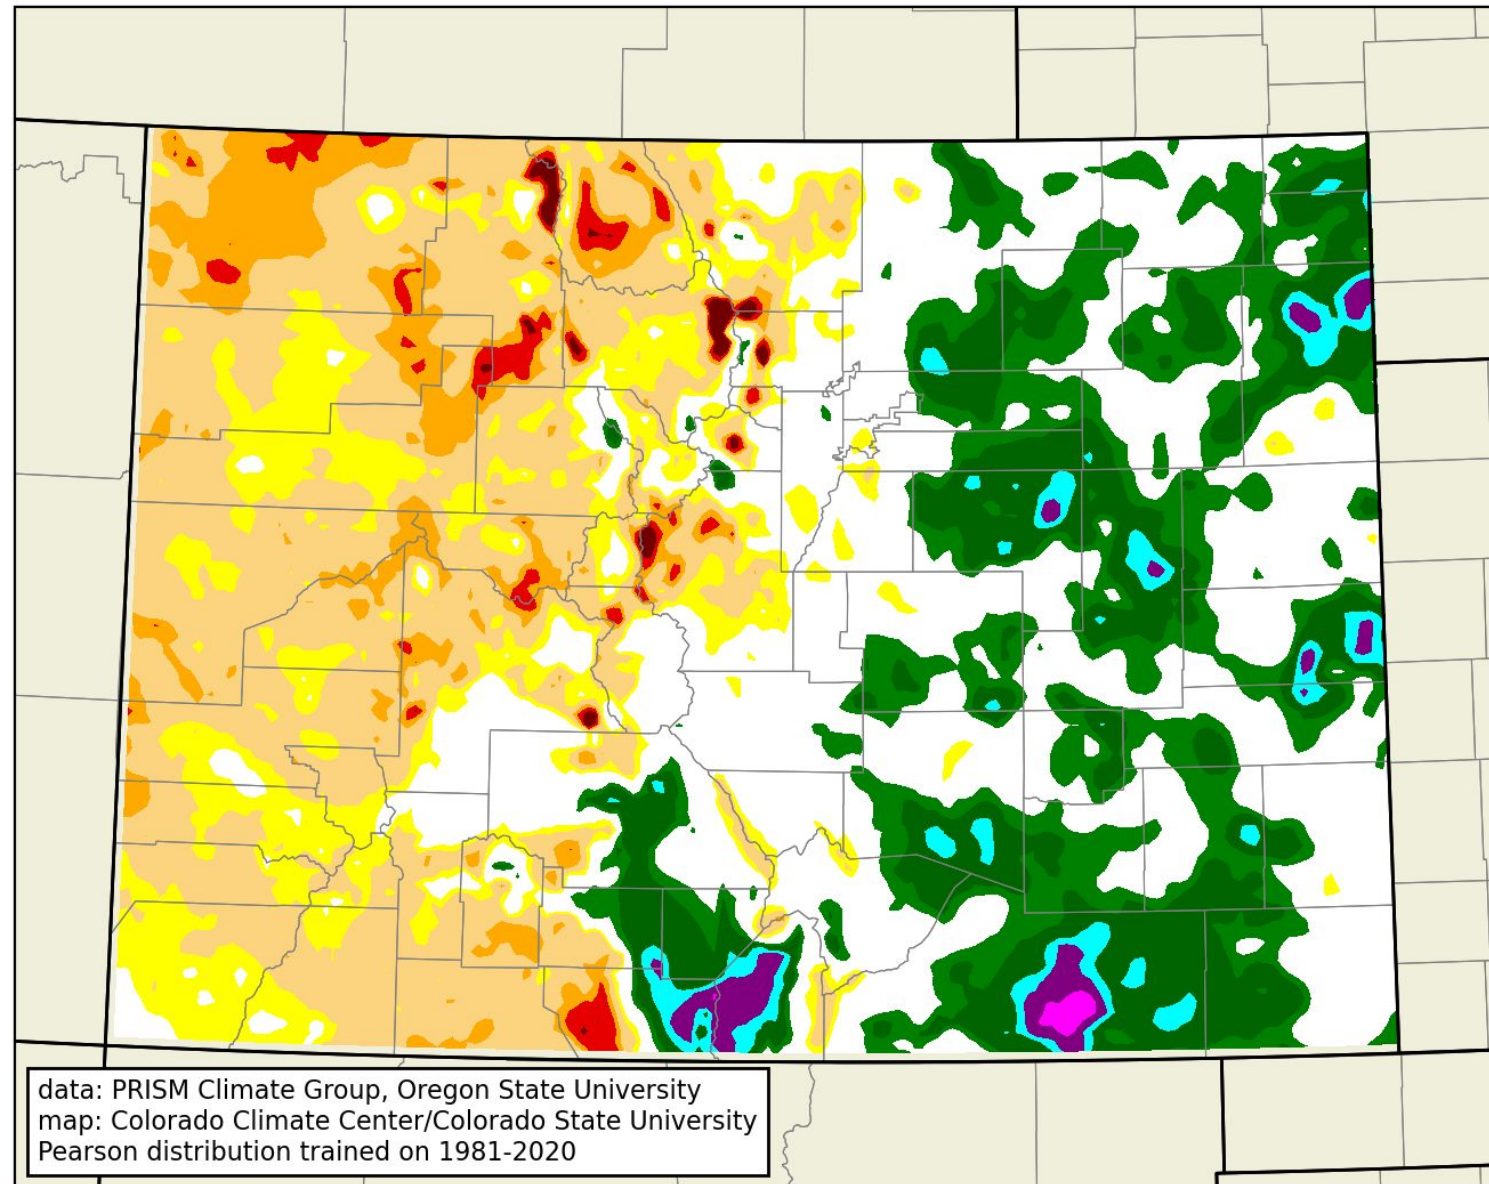 data: PRISM Climate Group, Oregon State University
map: Colorado Climate Center/Colorado State University
Pearson distribution trained on 1981-2020